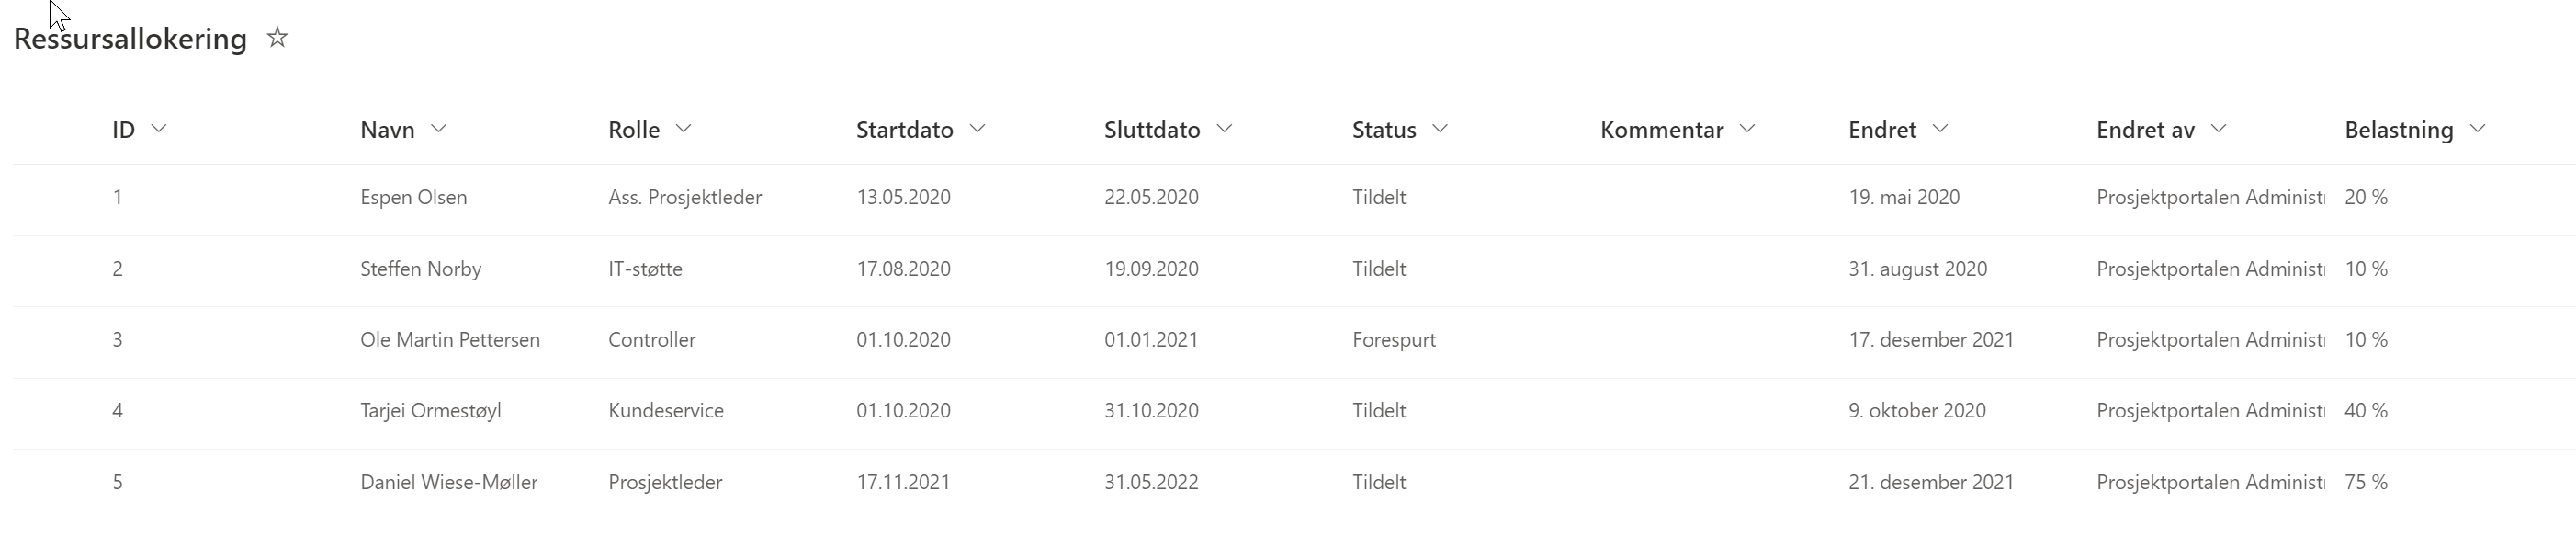 Ressursallokering
ID Navn Rolle Startdato Sluttdato Status Kommentar Endret Endret av Belastning
1 Espen Olsen Ass. Prosjektleder 13.05.2020 22.05.2020 Tildelt 19. mai 2020 Prosjektportalen Administ 20 %
2 Steffen Norby IT-støtte 17.08.2020 19.09.2020 Tildelt 31. august 2020 Prosjektportalen Administ 10 %
3 Ole Martin Pettersen Controller 01.10.2020 01.01.2021 Forespurt 17. desember 2021 Prosjektportalen Administ 10 %
4 Tarjei Ormestøyl Kundeservice 01.10.2020 31.10.2020 Tildelt 9. oktober 2020 Prosjektportalen Administ 40 %
5 Daniel Wiese-Møller Prosjektleder 17.11.2021 31.05.2022 Tildelt 21. desember 2021 Prosjektportalen Administ 75 %